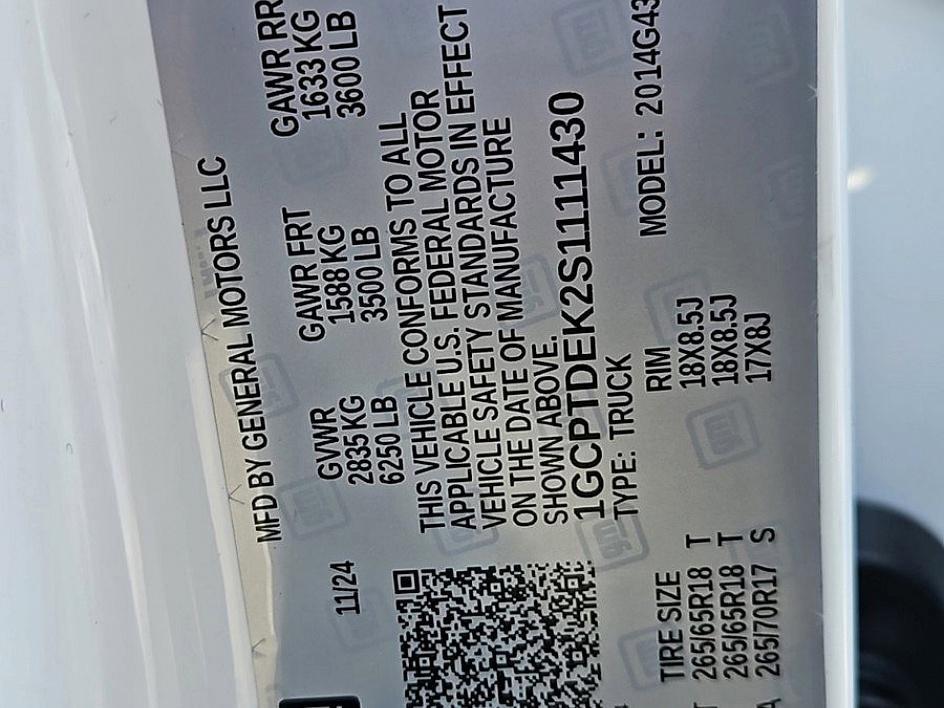 MFD BY GENERAL MOTORS LLC
11/24
GVWR GAWR FRT GAWR RR
2835 KG 1588 KG 1633 KG
6250 LB 3500 LB 3600 LB
THIS VEHICLE CONFORMS TO ALL
APPLICABLE U.S. FEDERAL MOTOR
VEHICLE SAFETY STANDARDS IN EFFECT
ON THE DATE OF MANUFACTURE
SHOWN ABOVE.
1GCPTDEK2S1111430
TYPE: TRUCK MODEL: 2014G43
TIRE SIZE RIM
265/65R18 T 18X8.5J
265/65R18 T 18X8.5J
265/70R17 S 17X8J